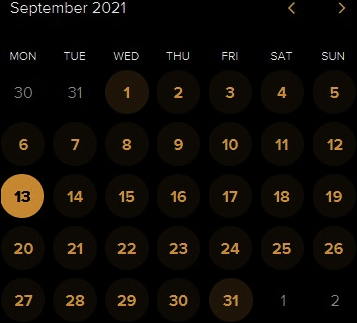 September 2021
MON TUE WED THU FRI SAT SUN
30 31 1 2 3 4 5
6 7 8 9 10 11 12
13 14 15 16 17 18 19
20 21 22 23 24 25 26
27 28 29 30 31 1 2